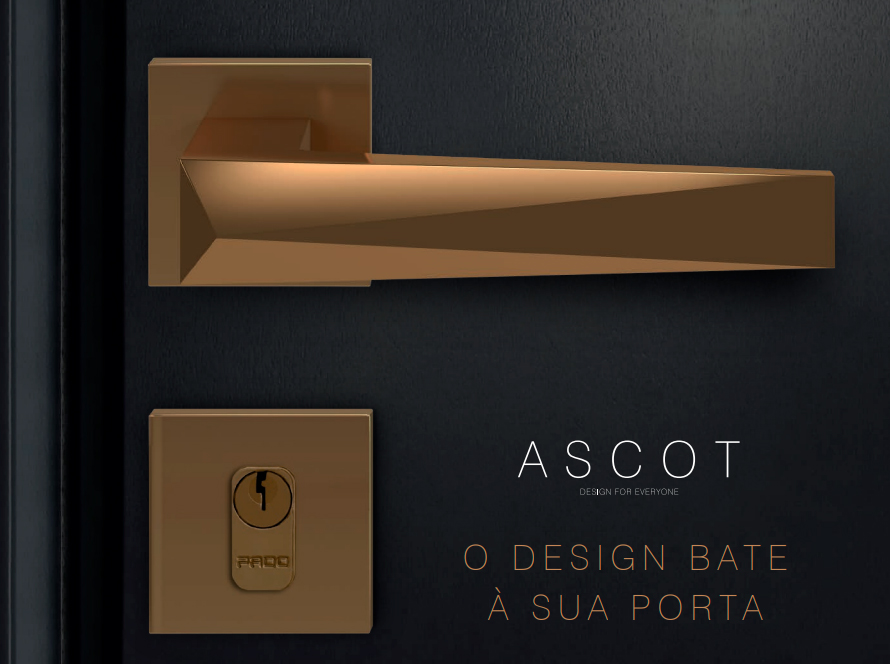 PADO
ASCOT
DESIGN FOR EVERYONE
O DESIGN BATE
À SUA PORTA